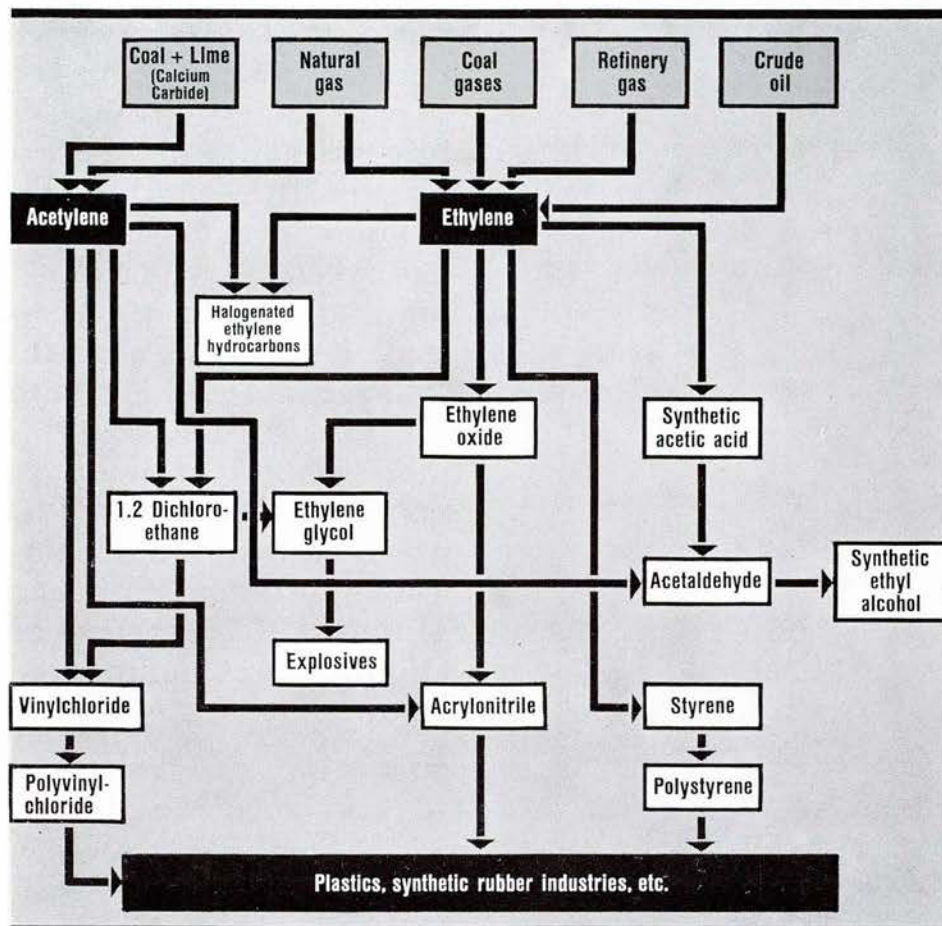 Coal + Lime
(Calcium
Carbide)
Natural
gas
Coal
gases
Refinery
gas
Crude
oil
Acetylene
Ethylene
Halogenated
ethylene
hydrocarbons
Ethylene
oxide
Synthetic
acetic acid
1.2 Dichloro-
ethane
Ethylene
glycol
Acetaldehyde
Synthetic
ethyl
alcohol
Explosives
Vinylchloride
Acrylonitrile
Styrene
Polyvinyl-
chloride
Polystyrene
Plastics, synthetic rubber industries, etc.